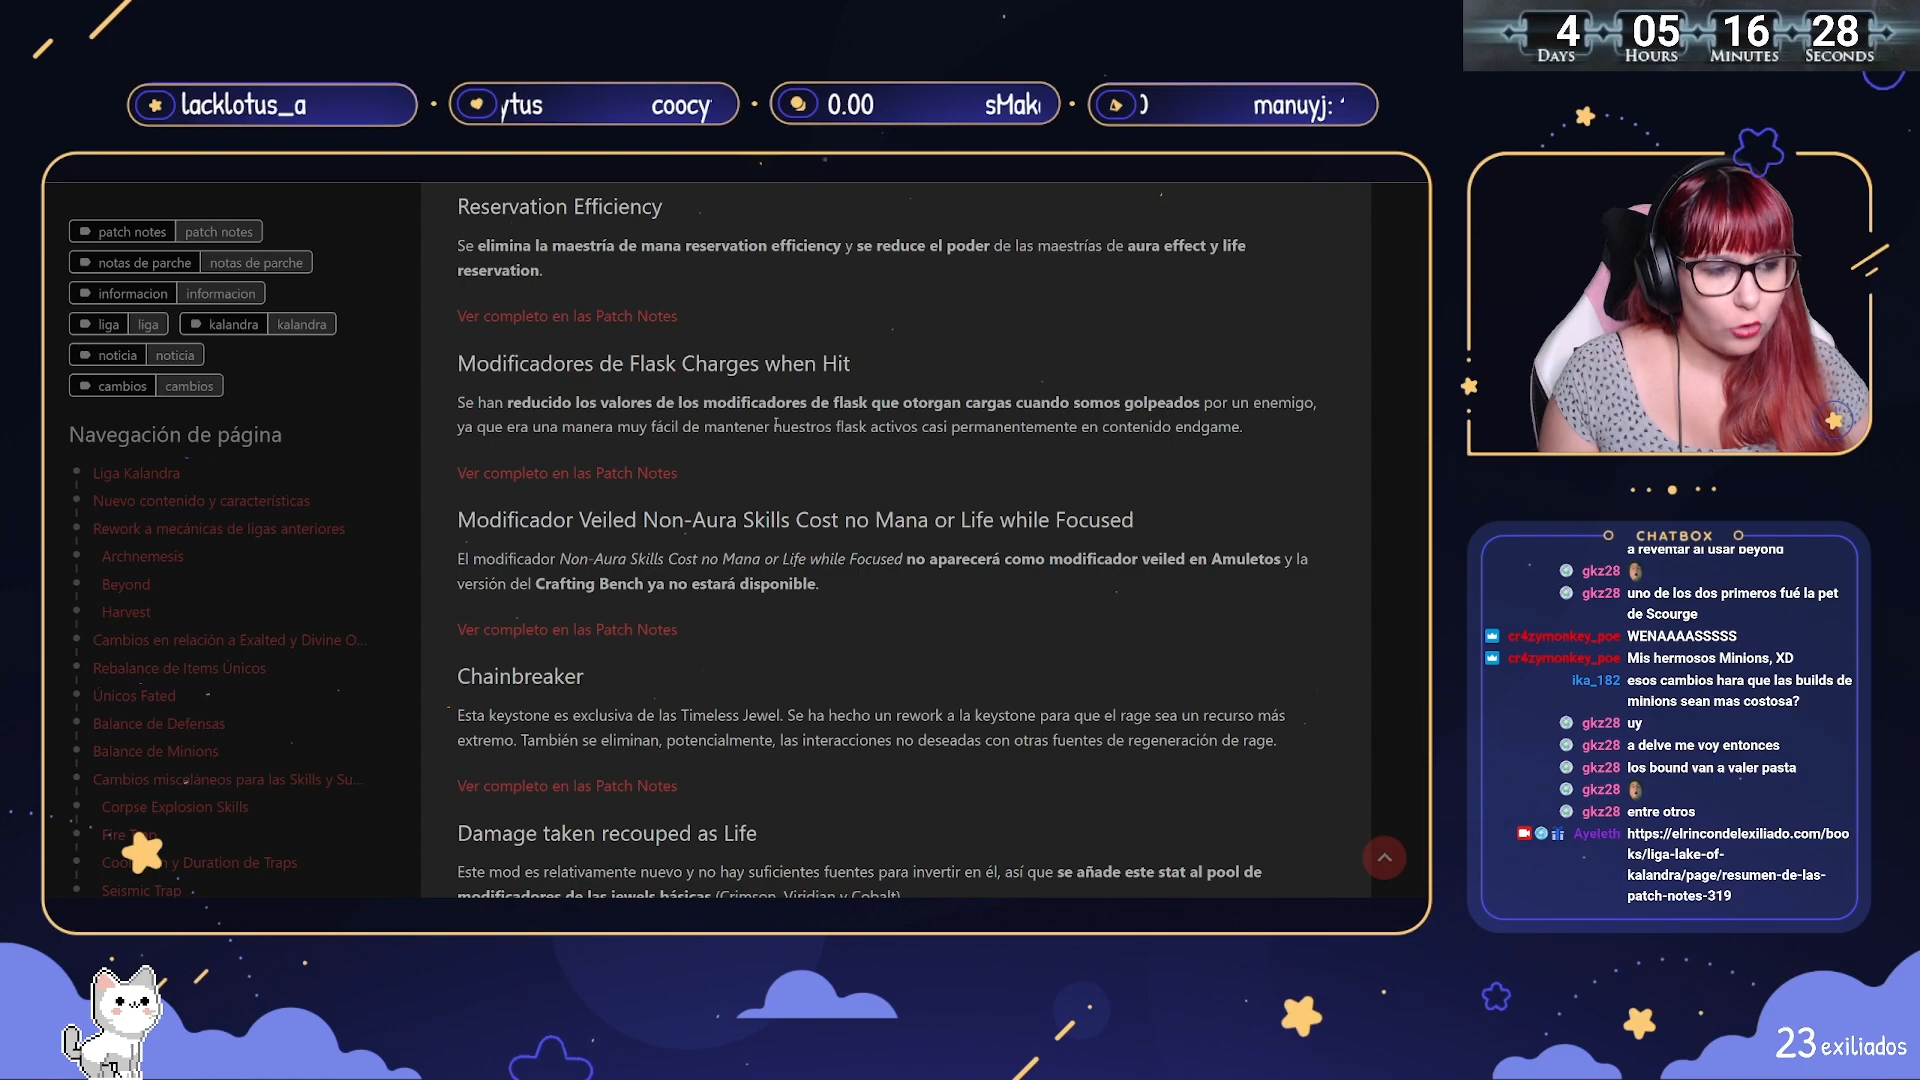 4 05 16 28
DAYS HOURS MINUTES SECONDS
lacklotus_a
ytus coocy
0.00 sMak
manuyj:
patch notes patch notes
notas de parche notas de parche
informacion informacion
liga liga kalandra kalandra
noticia noticia
cambios cambios
Navegación de página
Liga Kalandra
Nuevo contenido y características
Rework a mecánicas de ligas anteriores
Archnemesis
Beyond
Harvest
Cambios en relación a Exalted y Divine O...
Rebalance de Items Únicos
Únicos Fated
Balance de Defensas
Balance de Minions
Cambios misceláneos para las Skills y Su...
Corpse Explosion Skills
Fire Trap
y Duration de Traps
Seismic Trap
Reservation Efficiency
Se elimina la maestría de mana reservation efficiency y se reduce el poder de las maestrías de aura effect y life
reservation.
Ver completo en las Patch Notes
Modificadores de Flask Charges when Hit
Se han reducido los valores de los modificadores de flask que otorgan cargas cuando somos golpeados por un enemigo,
ya que era una manera muy fácil de mantener nuestros flask activos casi permanentemente en contenido endgame.
Ver completo en las Patch Notes
Modificador Veiled Non-Aura Skills Cost no Mana or Life while Focused
El modificador Non-Aura Skills Cost no Mana or Life while Focused no aparecerá como modificador veiled en Amuletos y la
versión del Crafting Bench ya no estará disponible.
Ver completo en las Patch Notes
Chainbreaker
Esta keystone es exclusiva de las Timeless Jewel. Se ha hecho un rework a la keystone para que el rage sea un recurso más
extremo. También se eliminan, potencialmente, las interacciones no deseadas con otras fuentes de regeneración de rage.
Ver completo en las Patch Notes
Damage taken recouped as Life
Este mod es relativamente nuevo y no hay suficientes fuentes para invertir en él, así que se añade este stat al pool de
modificadores de las jewels básicas (Crimson, Viridian y Cobalt)
CHATBOX
a reventar al usar beyond
gkz28
gkz28 uno de los dos primeros fué la pet
de Scourge
cr4zymonkey_poe WENAAAASSSSS
cr4zymonkey_poe Mis hermosos Minions, XD
ika_182 esos cambios hara que las builds de
minions sean mas costosa?
gkz28 uy
gkz28 a delve me voy entonces
gkz28 los bound van a valer pasta
gkz28
gkz28 entre otros
Ayeleth https://elrincondelexiliado.com/boo
ks/liga-lake-of-
kalandra/page/resumen-de-las-
patch-notes-319
23 exiliados